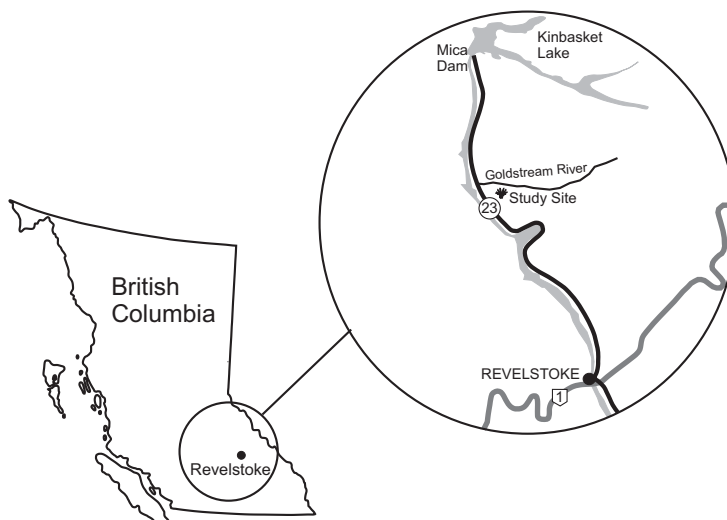 Mica
Dam
Kinbasket
Lake
Goldstream River
Study Site
23
British
Columbia
REVELSTOKE
1
Revelstoke